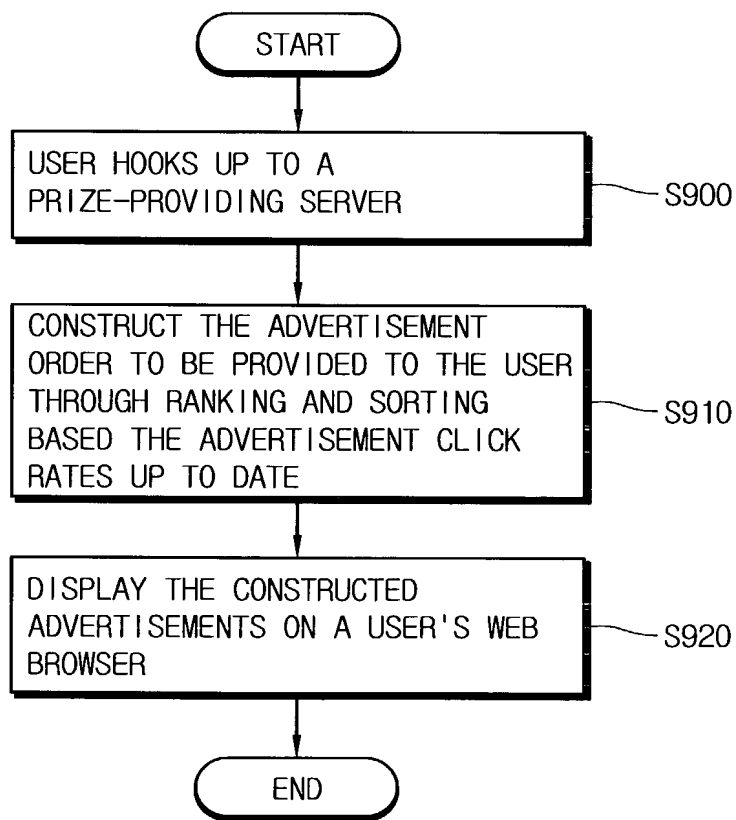 START
USER HOOKS UP TO A
PRIZE-PROVIDING SERVER
S900
CONSTRUCT THE ADVERTISEMENT
ORDER TO BE PROVIDED TO THE USER
THROUGH RANKING AND SORTING
BASED THE ADVERTISEMENT CLICK
RATES UP TO DATE
S910
DISPLAY THE CONSTRUCTED
ADVERTISEMENTS ON A USER'S WEB
BROWSER
S920
END